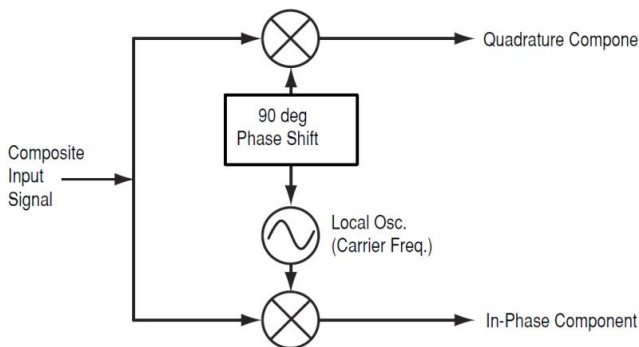 Quadrature Compone
90 deg
Phase Shift
Composite
Input
Signal
Local Osc.
(Carrier Freq.)
In-Phase Component